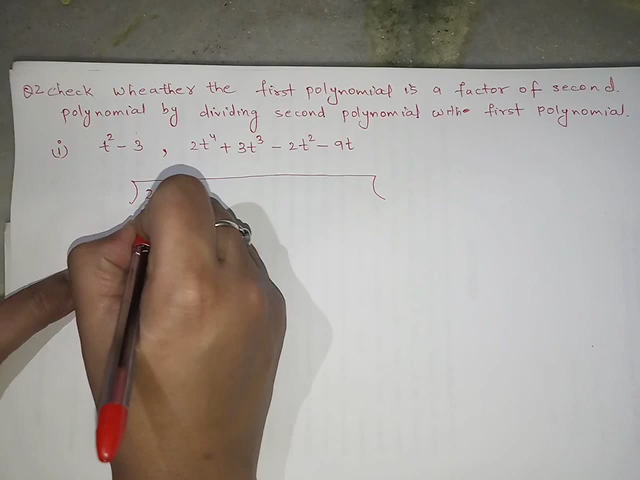 Q2 check wheather the first polynomial is a factor of second.
polynomial by dividing second polynomial with first polynomial.
(i) t² - 3 , 2t⁴ + 3t³ - 2t² - 9t
2